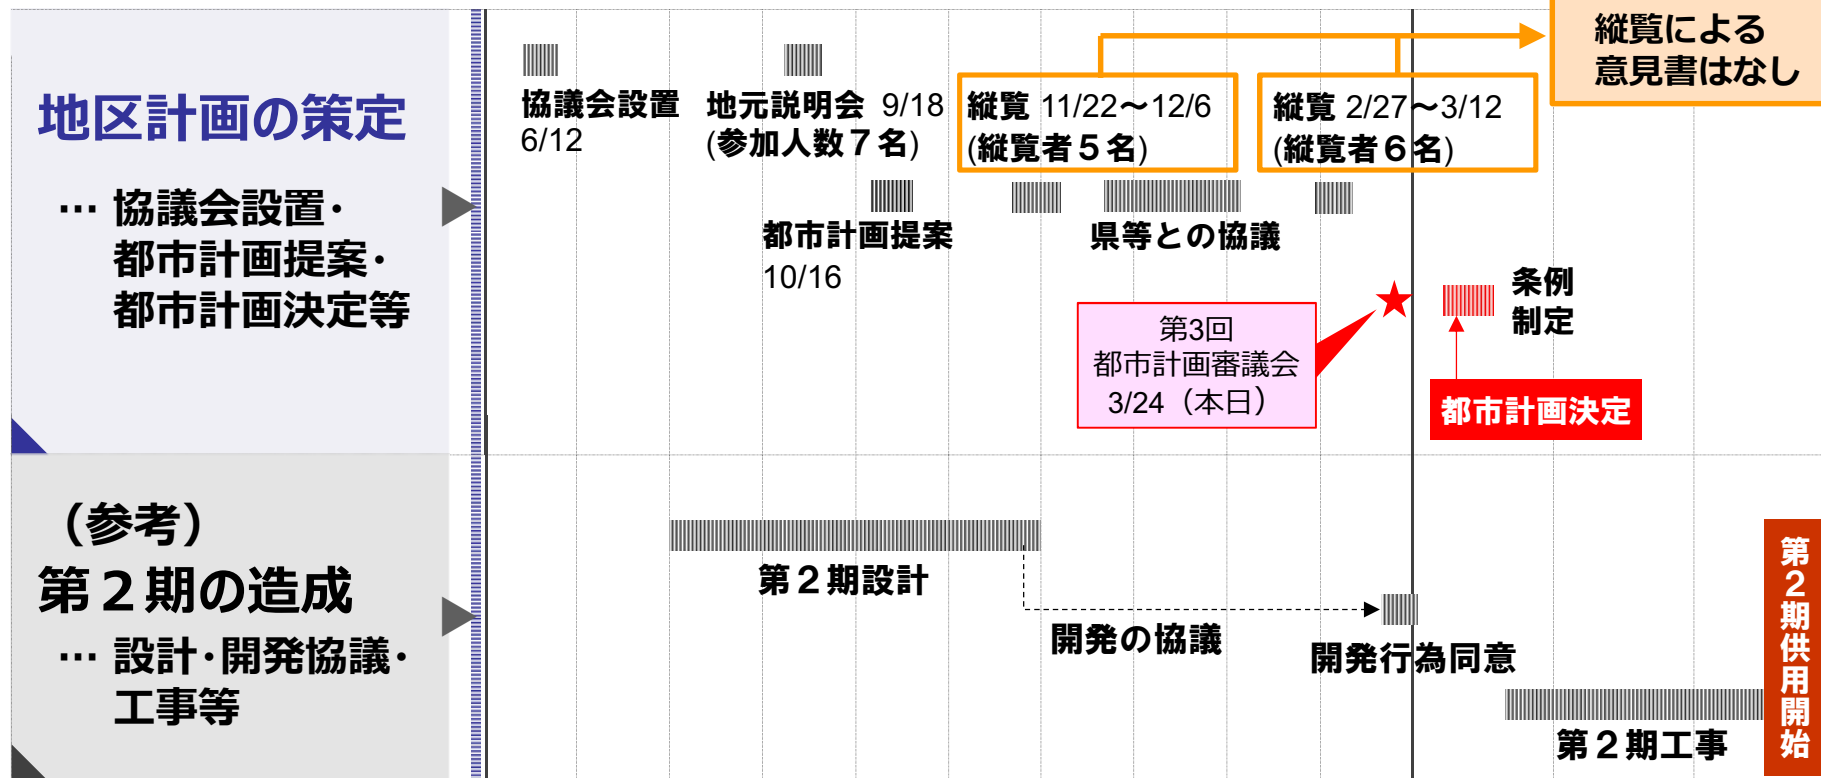 地区計画の策定
… 協議会設置・
都市計画提案・
都市計画決定等
協議会設置
6/12
地元説明会 9/18
(参加人数７名)
縦覧 11/22～12/6
(縦覧者５名)
縦覧 2/27～3/12
(縦覧者６名)
縦覧による
意見書はなし
都市計画提案
10/16
県等との協議
第3回
都市計画審議会
3/24（本日）
条例
制定
都市計画決定
（参考）
第２期の造成
… 設計・開発協議・
工事等
第２期設計
開発の協議
開発行為同意
第２期工事
第２期供用開始